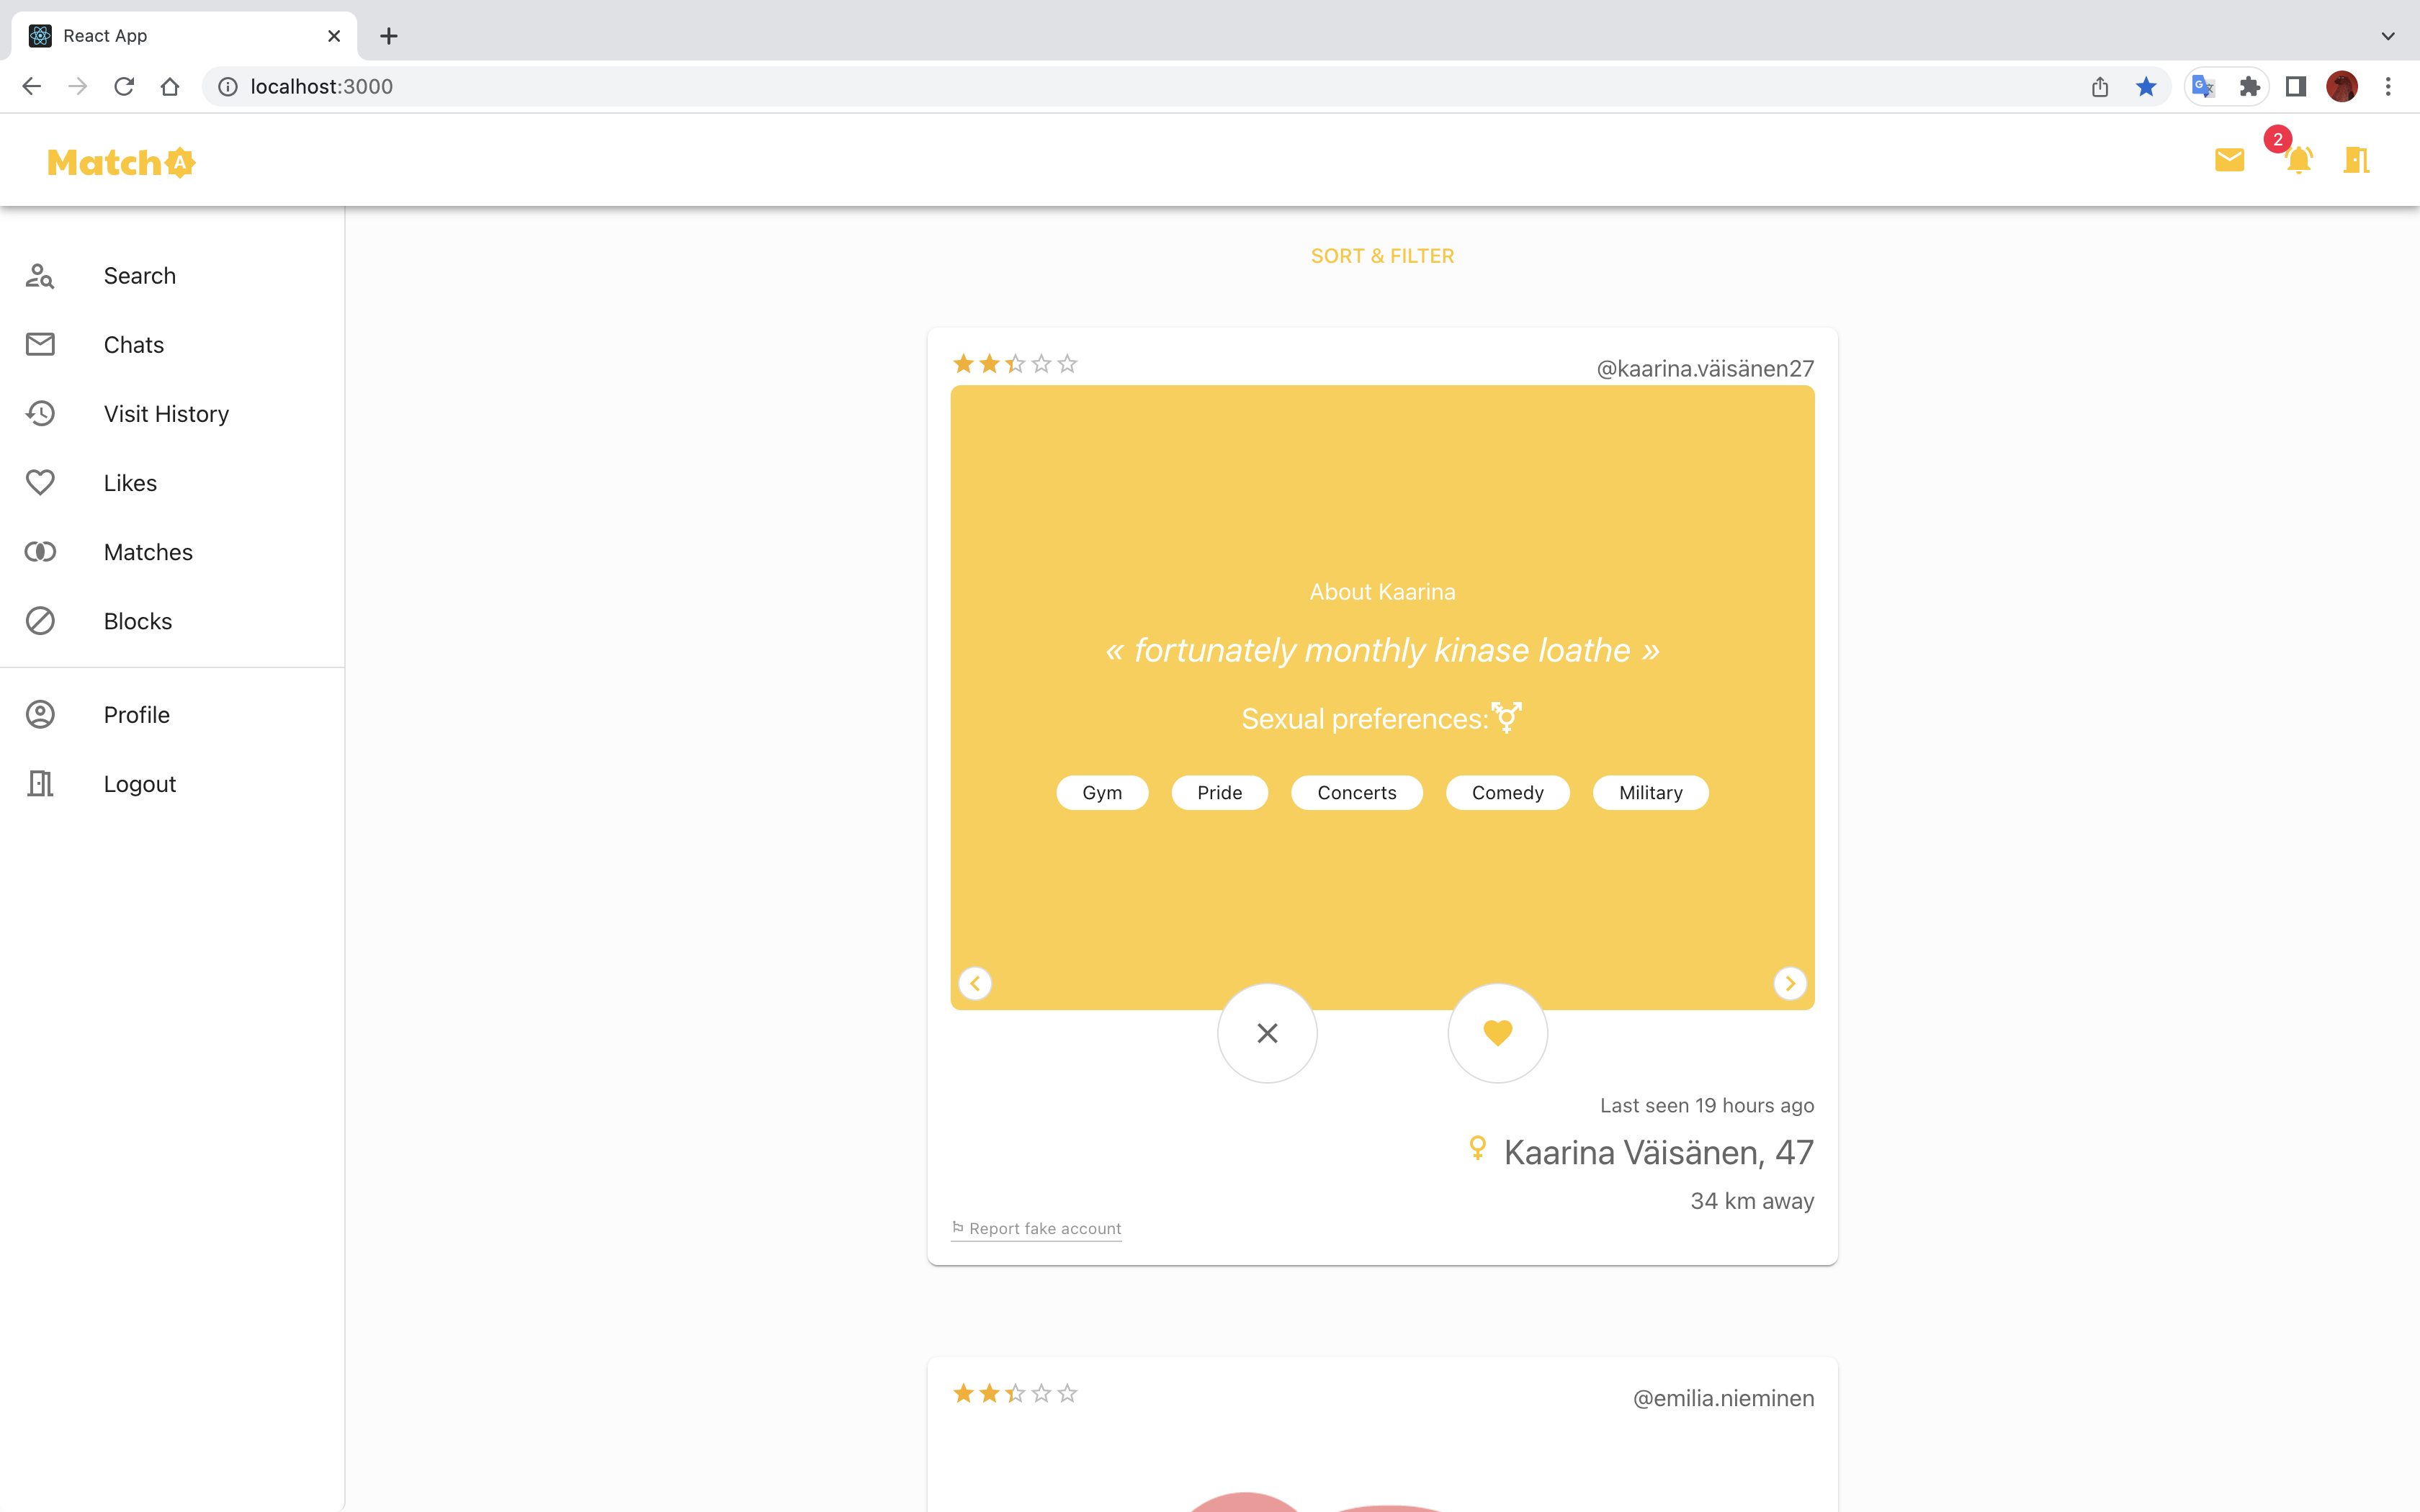 React App
localhost:3000
MatchA
2
Search
Chats
Visit History
Likes
Matches
Blocks
Profile
Logout
SORT & FILTER
@kaarina.väisänen27
About Kaarina
« fortunately monthly kinase loathe »
Sexual preferences:
Gym Pride Concerts Comedy Military
Last seen 19 hours ago
Kaarina Väisänen, 47
34 km away
Report fake account
@emilia.nieminen